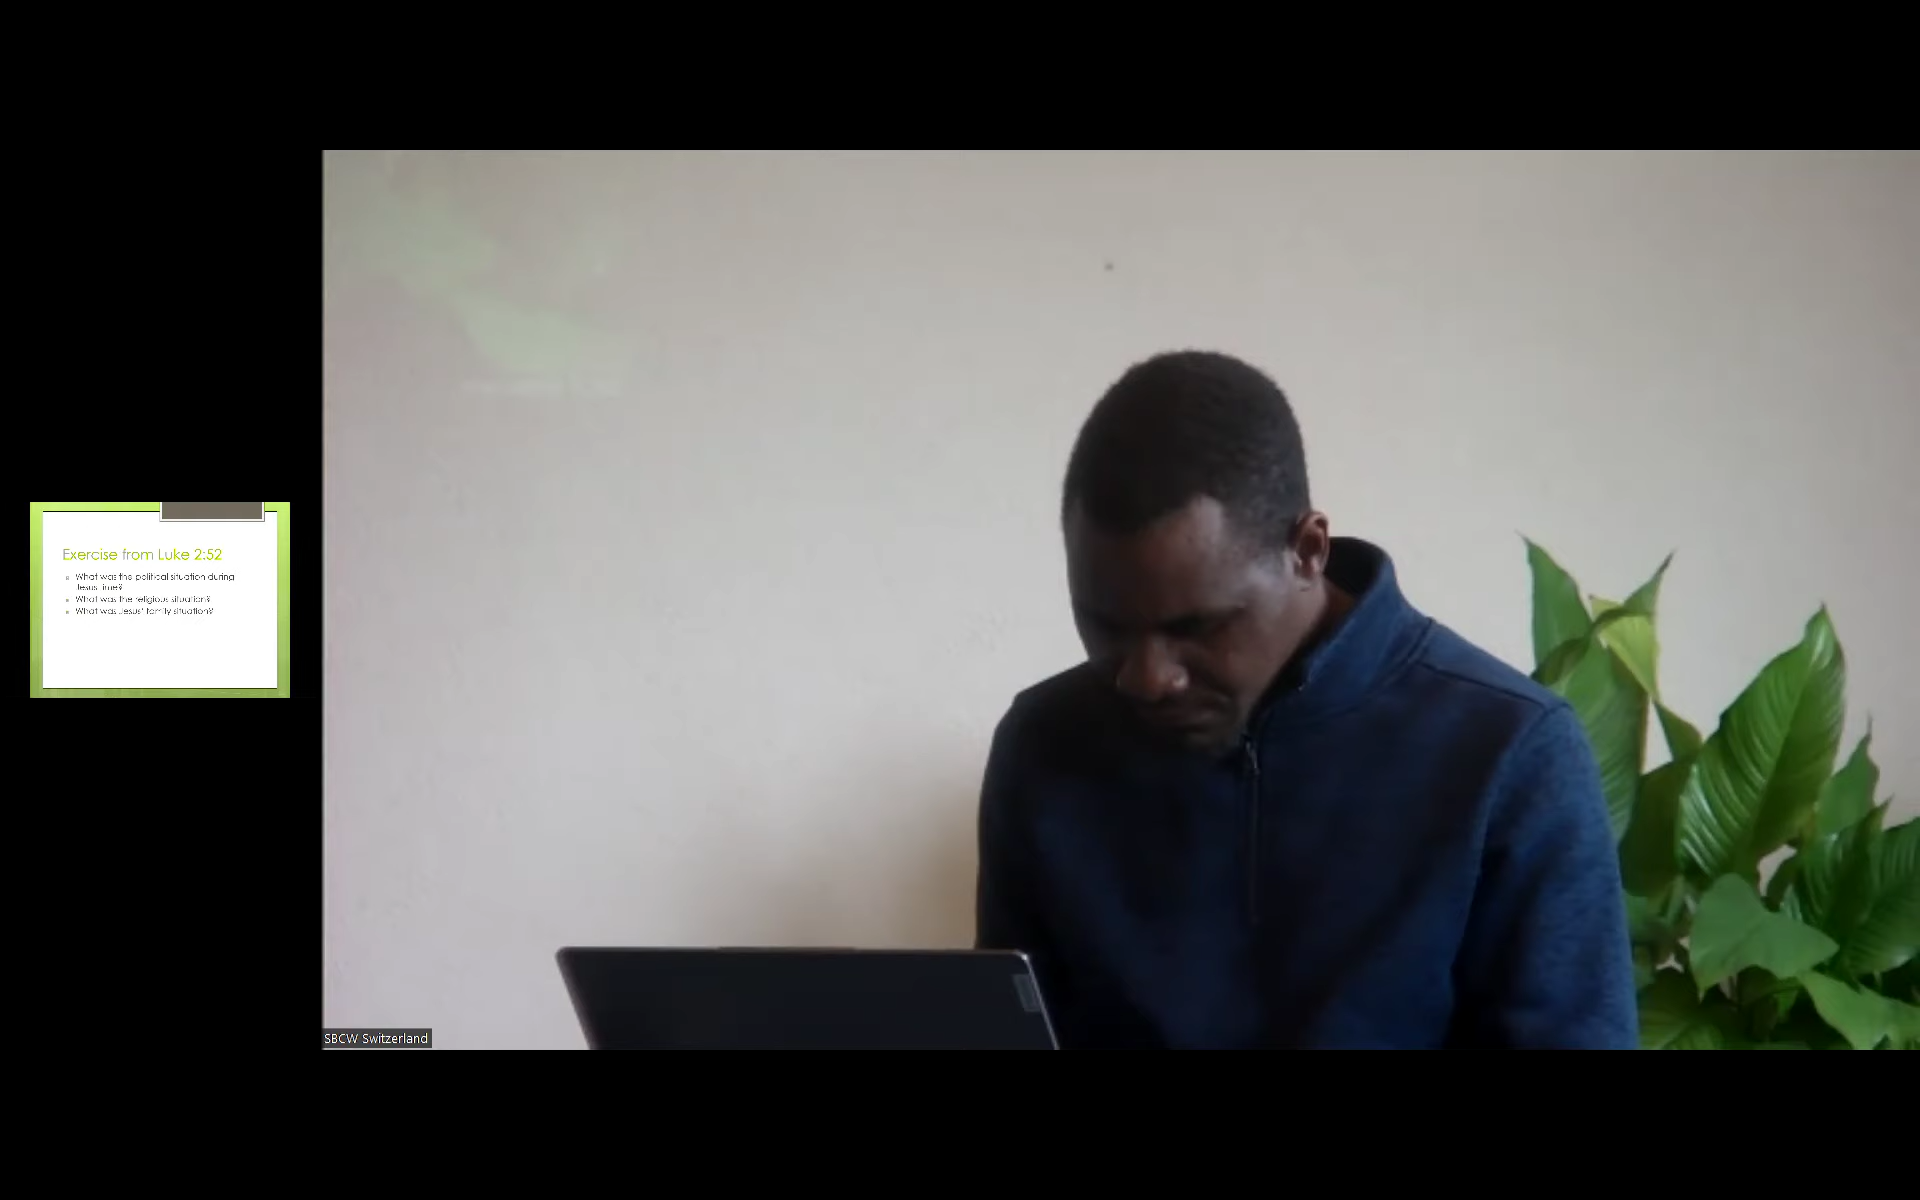 Exercise from Luke 2:52
What was the political situation during
Jesus' time?
What was the religious situation?
What was Jesus' family situation?
SBCW Switzerland